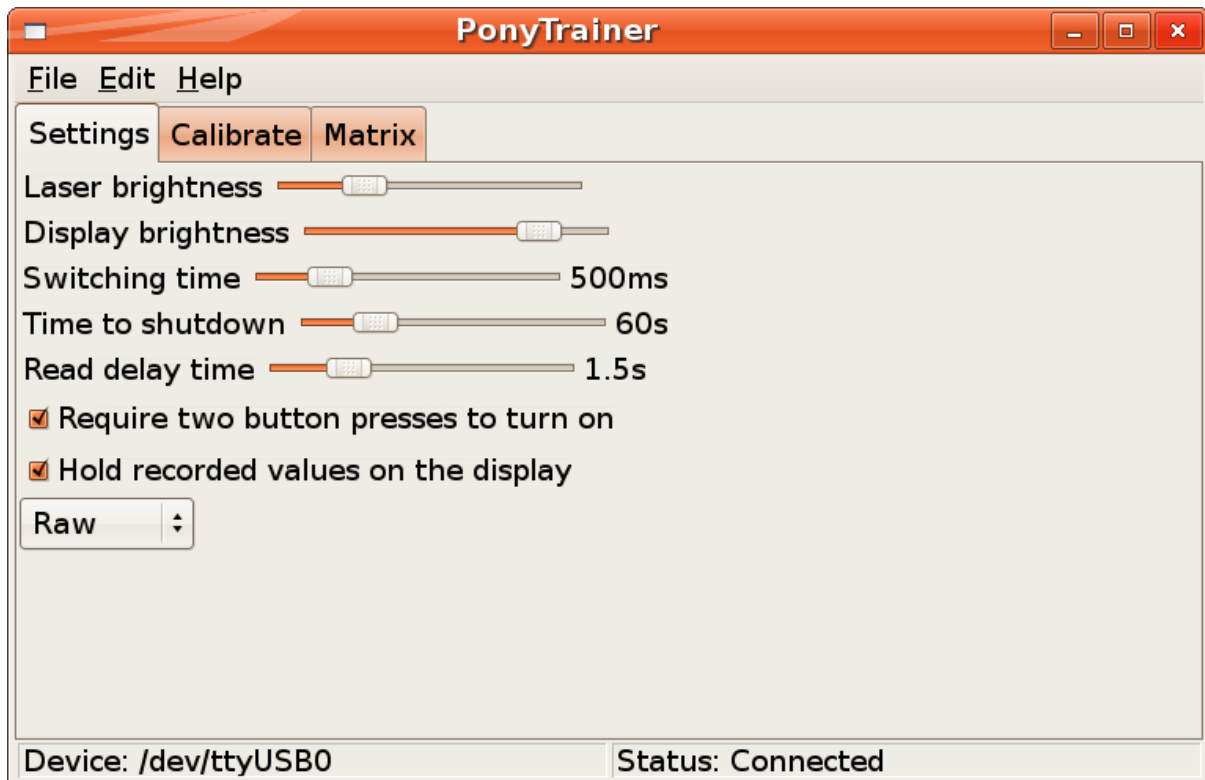 PonyTrainer
File Edit Help
Settings Calibrate Matrix
Laser brightness
Display brightness
Switching time 500ms
Time to shutdown 60s
Read delay time 1.5s
Require two button presses to turn on
Hold recorded values on the display
Raw
Device: /dev/ttyUSB0 Status: Connected